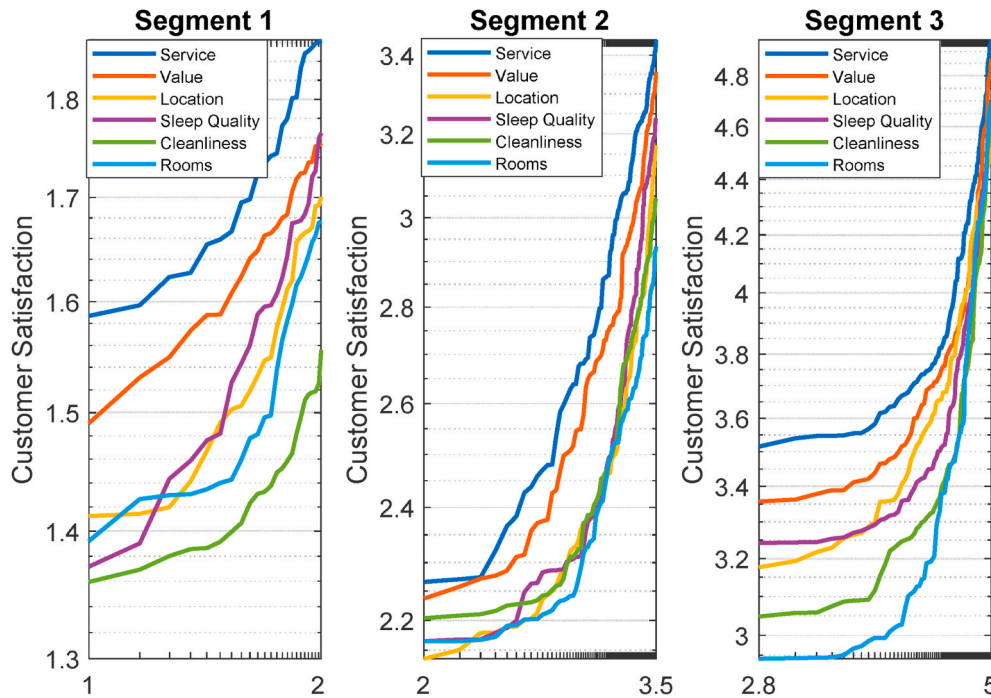 Segment 1
Customer Satisfaction
1.8
1.7
1.6
1.5
1.4
1.3
1
2
Service
Value
Location
Sleep Quality
Cleanliness
Rooms
Segment 2
Customer Satisfaction
3.4
3.2
3
2.8
2.6
2.4
2.2
2
3.5
Service
Value
Location
Sleep Quality
Cleanliness
Rooms
Segment 3
Customer Satisfaction
4.8
4.6
4.4
4.2
4
3.8
3.6
3.4
3.2
3
2.8
5
Service
Value
Location
Sleep Quality
Cleanliness
Rooms